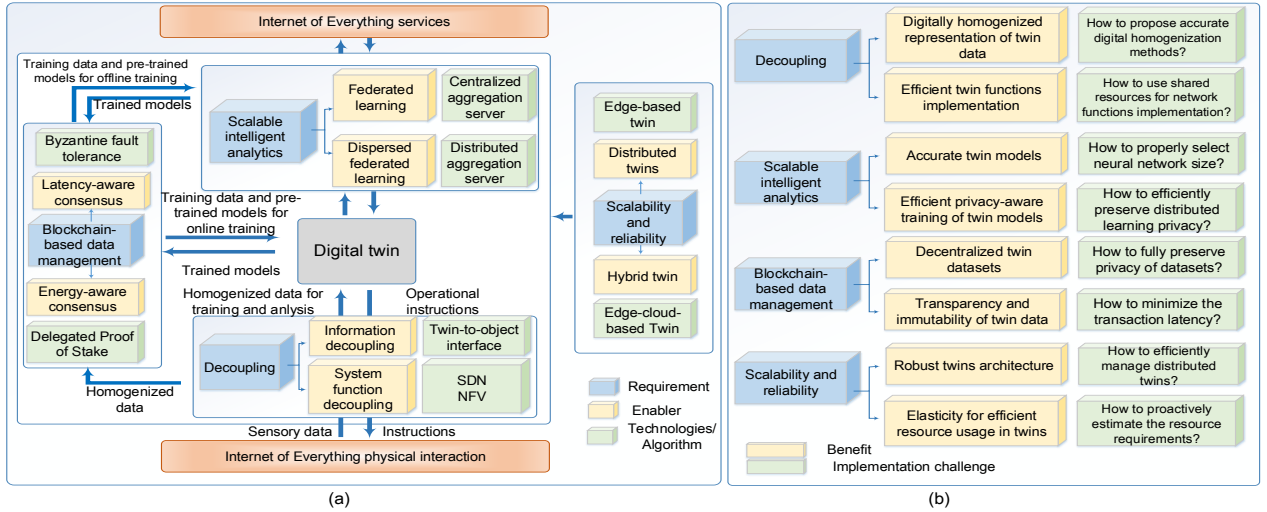 Internet of Everything services
Training data and pre-trained
models for offline training
Trained models
Byzantine fault
tolerance
Latency-aware
consensus
Blockchain-
based data
management
Energy-aware
consensus
Delegated Proof
of Stake
Homogenized
data
Scalable
intelligent
analytics
Federated
learning
Centralized
aggregation
server
Dispersed
federated
learning
Distributed
aggregation
server
Training data and pre-
trained models for
online training
Trained models
Digital twin
Homogenized data for
training and anlysis
Operational
instructions
Decoupling
Information
decoupling
Twin-to-object
interface
System
function
decoupling
SDN
NFV
Sensory data
Instructions
Internet of Everything physical interaction
Edge-based
twin
Distributed
twins
Scalability and
reliability
Hybrid twin
Edge-cloud-
based Twin
Requirement
Enabler
Technologies/
Algorithm
(a)
Decoupling
Digitally homogenized
representation of twin
data
How to propose accurate
digital homogenization
methods?
Efficient twin functions
implementation
How to use shared
resources for network
functions implementation?
Scalable
intelligent
analytics
Accurate twin models
How to properly select
neural network size?
Efficient privacy-aware
training of twin models
How to efficiently
preserve distributed
learning privacy?
Blockchain-
based data
management
Decentralized twin
datasets
How to fully preserve
privacy of datasets?
Transparency and
immutability of twin data
How to minimize the
transaction latency?
Scalability and
reliability
Robust twins architecture
How to efficiently
manage distributed
twins?
Elasticity for efficient
resource usage in twins
How to proactively
estimate the resource
requirements?
Benefit
Implementation challenge
(b)